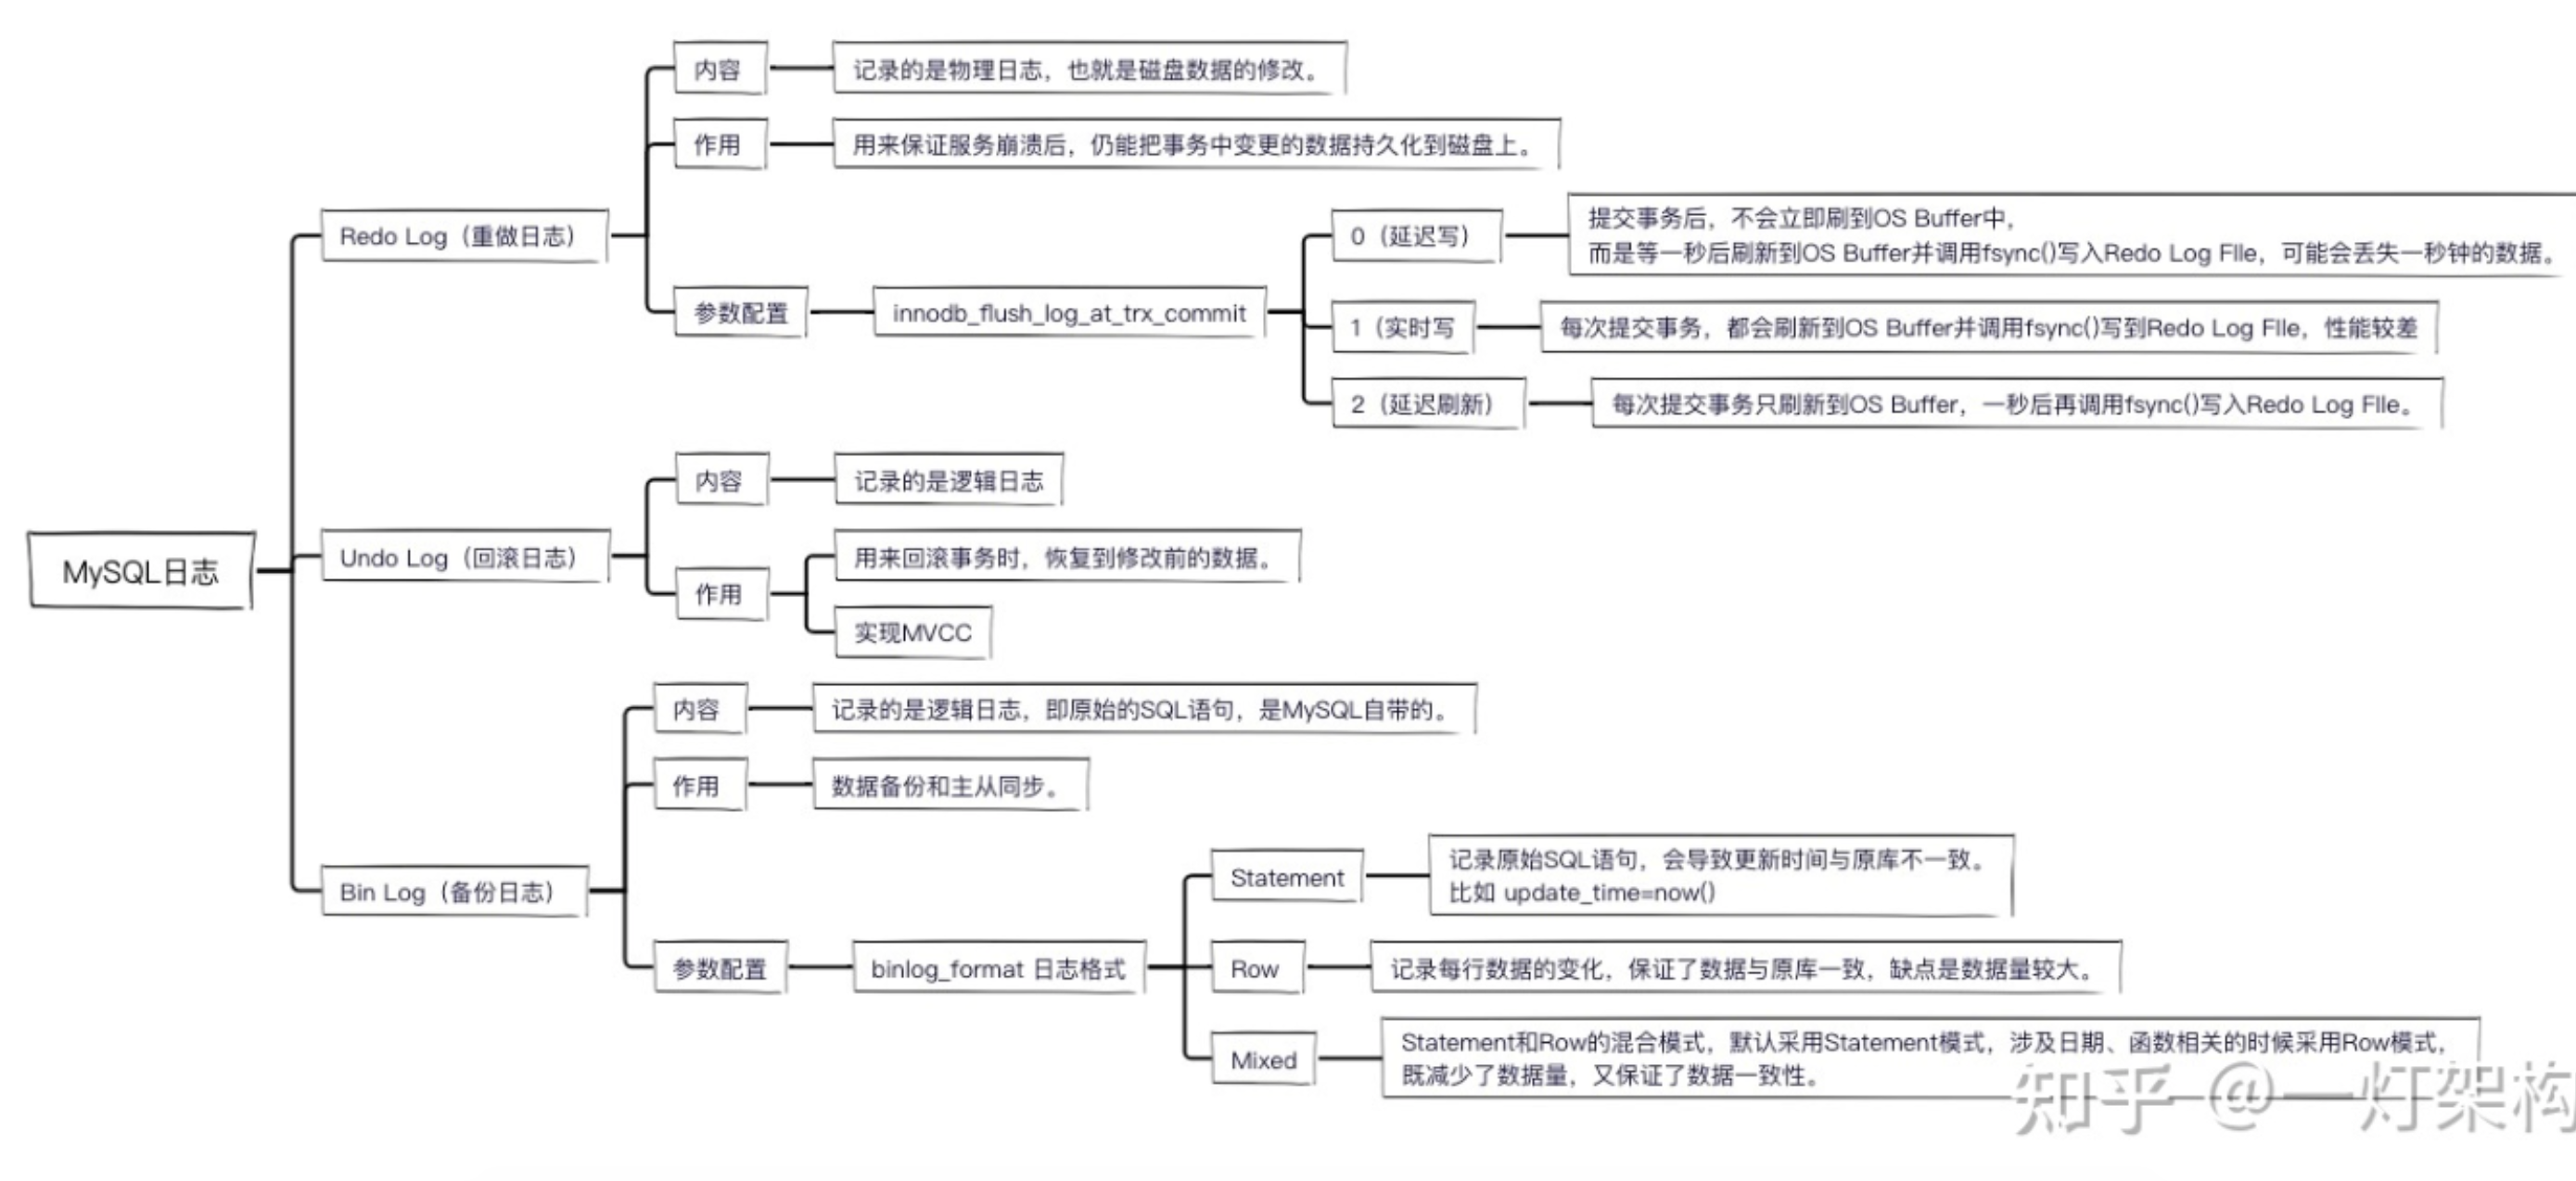 MySQL日志
Redo Log（重做日志）
内容
记录的是物理日志，也就是磁盘数据的修改。
作用
用来保证服务崩溃后，仍能把事务中变更的数据持久化到磁盘上。
参数配置
innodb_flush_log_at_trx_commit
0（延迟写）
提交事务后，不会立即刷到OS Buffer中，
而是等一秒后刷新到OS Buffer并调用fsync()写入Redo Log FIle，可能会丢失一秒钟的数据。
1（实时写
每次提交事务，都会刷新到OS Buffer并调用fsync()写到Redo Log FIle，性能较差
2（延迟刷新）
每次提交事务只刷新到OS Buffer，一秒后再调用fsync()写入Redo Log FIle。
Undo Log（回滚日志）
内容
记录的是逻辑日志
作用
用来回滚事务时，恢复到修改前的数据。
实现MVCC
Bin Log（备份日志）
内容
记录的是逻辑日志，即原始的SQL语句，是MySQL自带的。
作用
数据备份和主从同步。
参数配置
binlog_format 日志格式
Statement
记录原始SQL语句，会导致更新时间与原库不一致。
比如 update_time=now()
Row
记录每行数据的变化，保证了数据与原库一致，缺点是数据量较大。
Mixed
Statement和Row的混合模式，默认采用Statement模式，涉及日期、函数相关的时候采用Row模式，
既减少了数据量，又保证了数据一致性。
知乎 @一灯架构